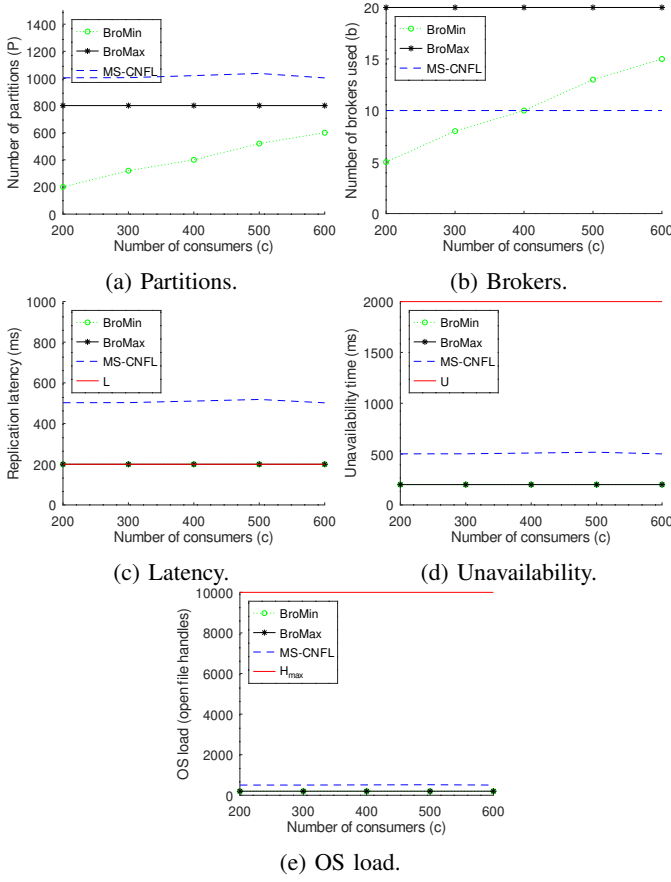 Number of partitions (P)
1400
1200
1000
800
600
400
200
0
BroMin
BroMax
MS-CNFL
200 300 400 500 600
Number of consumers (c)
(a) Partitions.
Number of brokers used (b)
20
15
10
5
0
BroMin
BroMax
MS-CNFL
200 300 400 500 600
Number of consumers (c)
(b) Brokers.
Replication latency (ms)
1000
800
600
400
200
0
BroMin
BroMax
MS-CNFL
L
200 300 400 500 600
Number of consumers (c)
(c) Latency.
Unavailability time (ms)
2000
1500
1000
500
0
BroMin
BroMax
MS-CNFL
U
200 300 400 500 600
Number of consumers (c)
(d) Unavailability.
OS load (open file handles)
10000
8000
6000
4000
2000
0
BroMin
BroMax
MS-CNFL
H_max
200 300 400 500 600
Number of consumers (c)
(e) OS load.